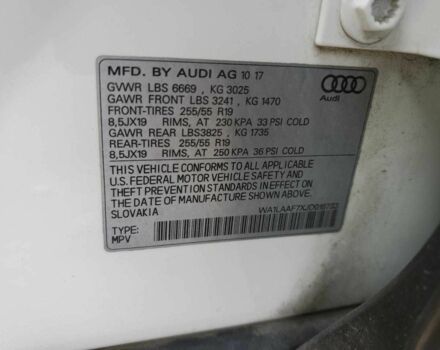 MFD. BY AUDI AG 10 17
GVWR LBS 6669 , KG 3025
GAWR FRONT LBS 3241 , KG 1470
FRONT-TIRES 255/55 R19
8,5JX19 RIMS, AT 230 KPA 33 PSI COLD
GAWR REAR LBS3825 , KG 1735
REAR-TIRES 255/55 R19
8,5JX19 RIMS, AT 250 KPA 36 PSI COLD
Audi
THIS VEHICLE CONFORMS TO ALL APPLICABLE
U.S. FEDERAL MOTOR VEHICLE SAFETY AND
THEFT PREVENTION STANDARDS IN EFFECT ON
THE DATE OF MANUFACTURE SHOWN ABOVE.
SLOVAKIA
TYPE:
MPV